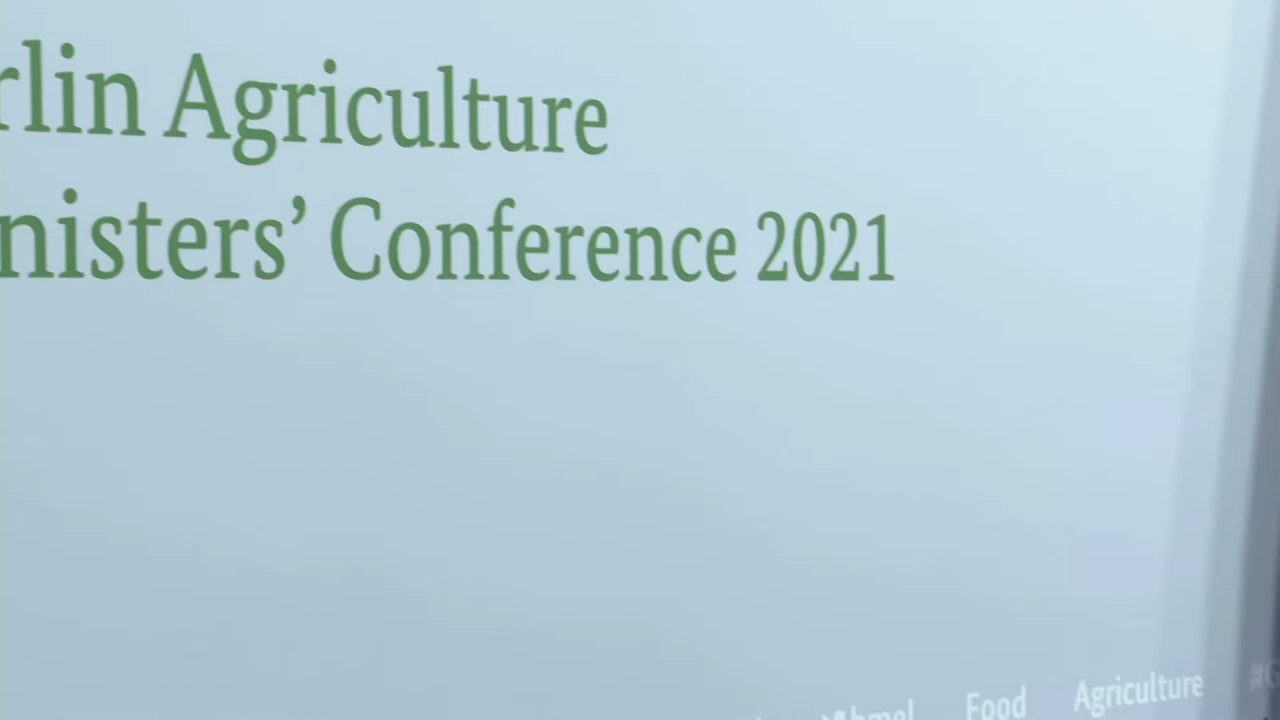 rlin Agriculture
nisters’ Conference 2021
Food Agriculture